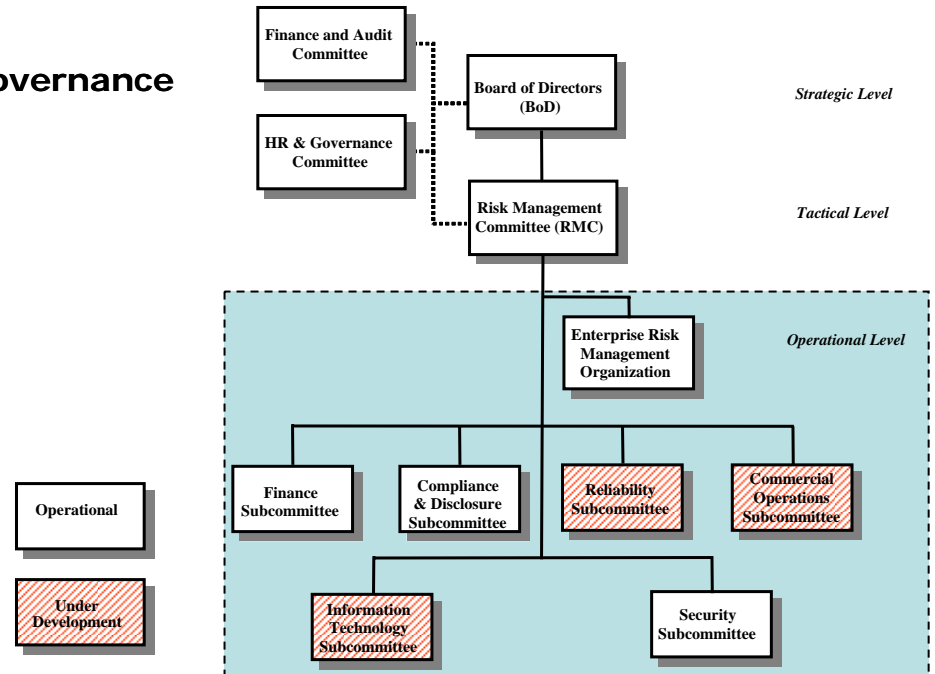 overnance
Finance and Audit
Committee
HR & Governance
Committee
Board of Directors
(BoD)
Strategic Level
Risk Management
Committee (RMC)
Tactical Level
Enterprise Risk
Management
Organization
Operational Level
Finance
Subcommittee
Compliance
& Disclosure
Subcommittee
Reliability
Subcommittee
Commercial
Operations
Subcommittee
Information
Technology
Subcommittee
Security
Subcommittee
Operational
Under
Development